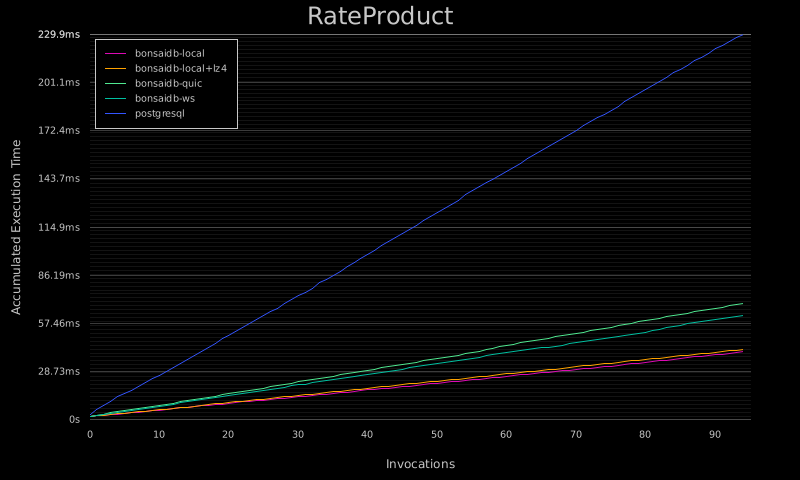 RateProduct
229.9ms
201.1ms
172.4ms
143.7ms
114.9ms
86.19ms
57.46ms
28.73ms
0s
Accumulated Execution Time
bonsaidb-local
bonsaidb-local+lz4
bonsaidb-quic
bonsaidb-ws
postgresql
0 10 20 30 40 50 60 70 80 90
Invocations